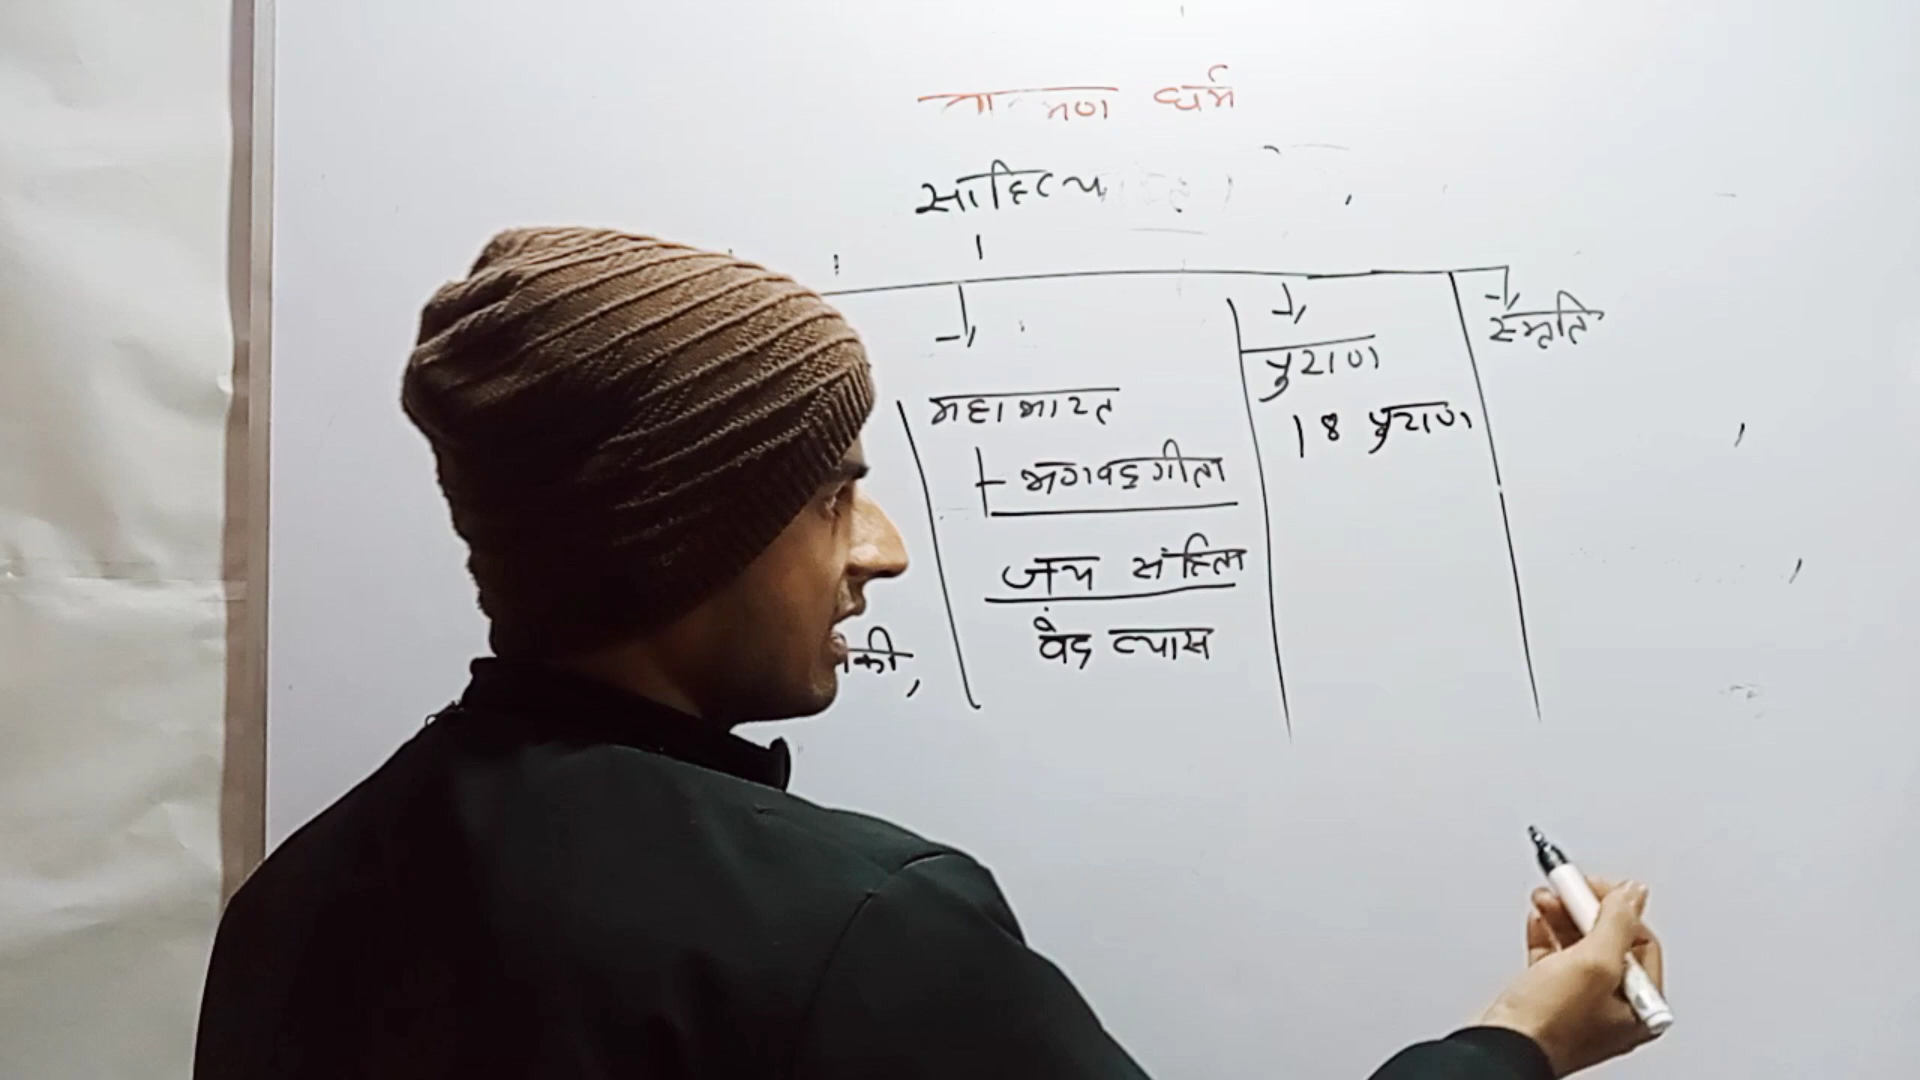 धर्म
साहित्य
महाभारत
भगवद्गीता
जय संहिता
वेद व्यास
पुराण
18 पुराण
स्मृति